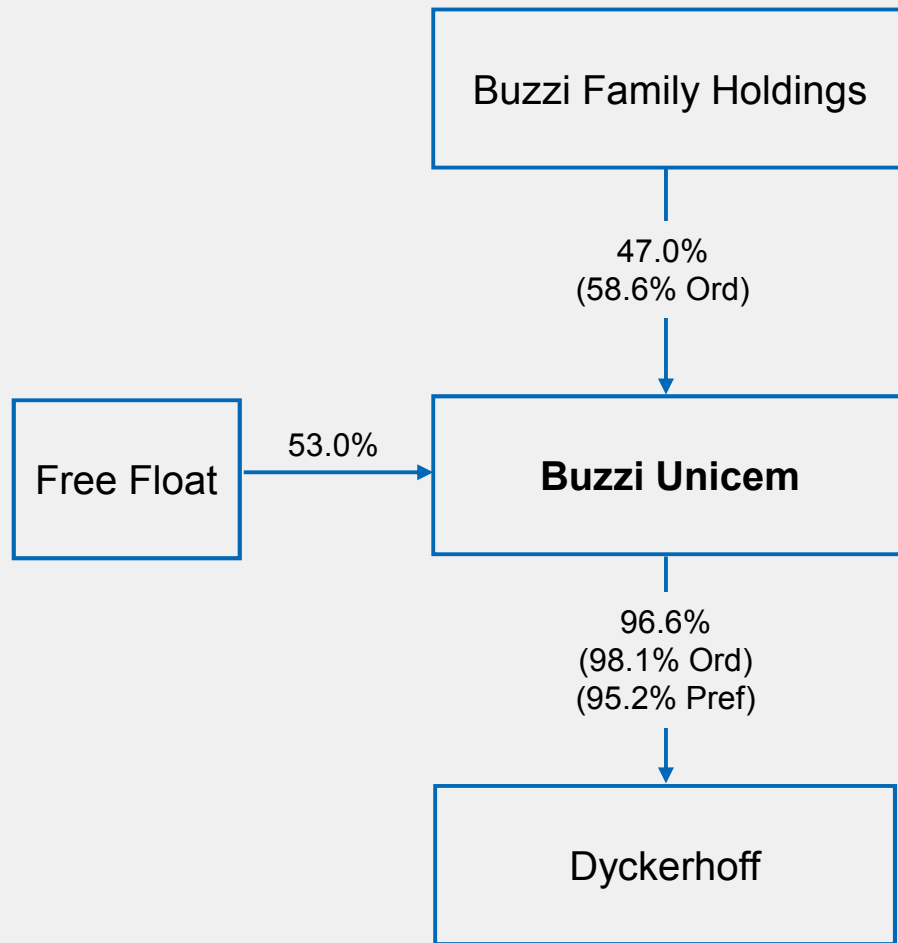 Buzzi Family Holdings
47.0%
(58.6% Ord)
Free Float
53.0%
Buzzi Unicem
96.6%
(98.1% Ord)
(95.2% Pref)
Dyckerhoff